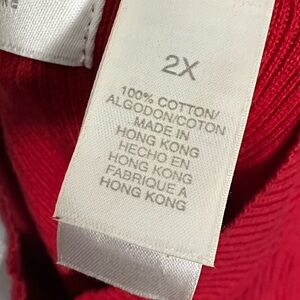 2X
100% COTTON/
ALGODON/COTON
MADE IN
HONG KONG
HECHO EN
HONG KONG
FABRIQUE A
HONG KONG